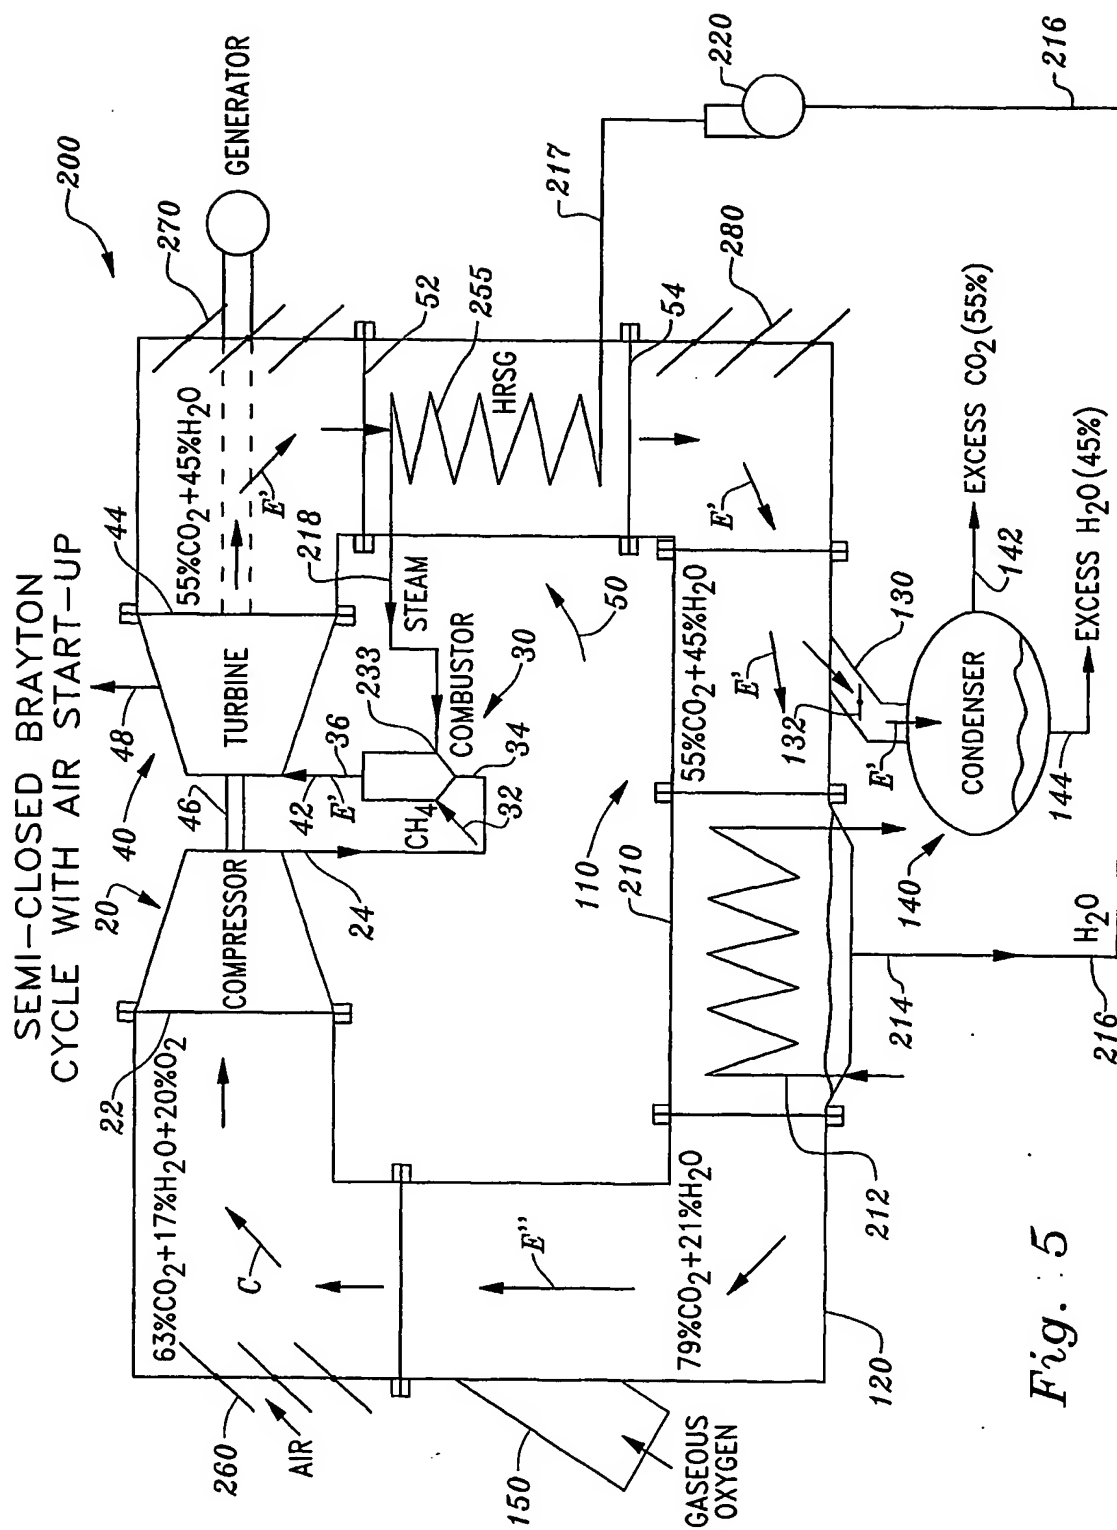 SEMI-CLOSED BRAYTON
CYCLE WITH AIR START-UP
200
GENERATOR
270
48
40
20
22
44
46
COMPRESSOR
TURBINE
63%CO2+17%H2O+20%O2
55%CO2+45%H2O
E'
C
260
AIR
24
42
36
E'
CH4
32
34
233
COMBUSTOR
30
218
STEAM
52
255
HRSG
217
220
216
54
280
50
110
210
E''
150
GASEOUS
OXYGEN
79%CO2+21%H2O
55%CO2+45%H2O
E'
E'
132
130
E'
CONDENSER
140
142
EXCESS CO2(55%)
144
EXCESS H2O(45%)
120
212
214
H2O
216
Fig. 5